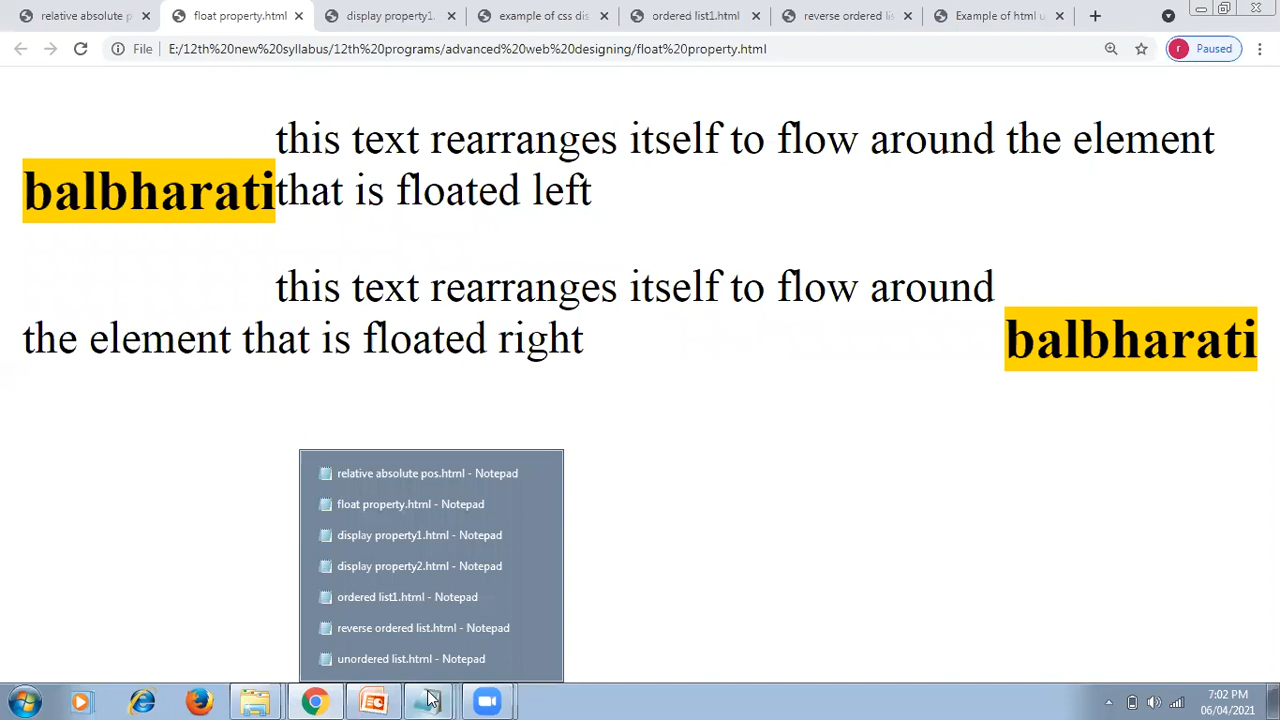 relative absolute p
float property.html
display property1.
example of css dis
ordered list1.html
reverse ordered lis
Example of html u
File
E:/12th%20new%20syllabus/12th%20programs/advanced%20web%20designing/float%20property.html
r
Paused
this text rearranges itself to flow around the element
balbharati that is floated left
this text rearranges itself to flow around
the element that is floated right
balbharati
relative absolute pos.html - Notepad
float property.html - Notepad
display property1.html - Notepad
display property2.html - Notepad
ordered list1.html - Notepad
reverse ordered list.html - Notepad
unordered list.html - Notepad
7:02 PM
06/04/2021